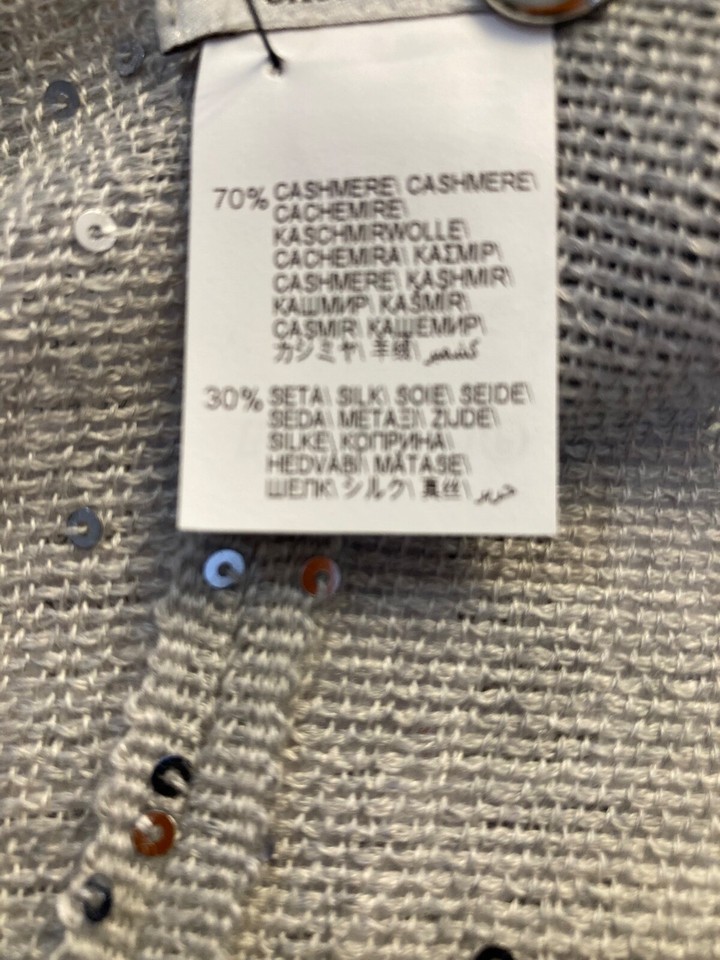 70% CASHMERE\ CASHMERE\
CACHEMIRE\
KASCHMIRWOLLE\
CACHEMIRA\ ΚΑΣΜΙΡ\
CASHMERE\ KASHMIR\
КАШМИР\ KAŠMIR\
CAŞMIR\ КАШЕМИР\
カシミヤ\ 羊绒\ كشمير
30% SETA\ SILK\ SOIE\ SEIDE\
SEDA\ ΜΕΤΑΞΙ\ ZIJDE\
SILKE\ КОПРИНА\
HEDVÁBÍ\ MĂTASE\
ШЕЛК\ シルク\ 真丝\ حرير